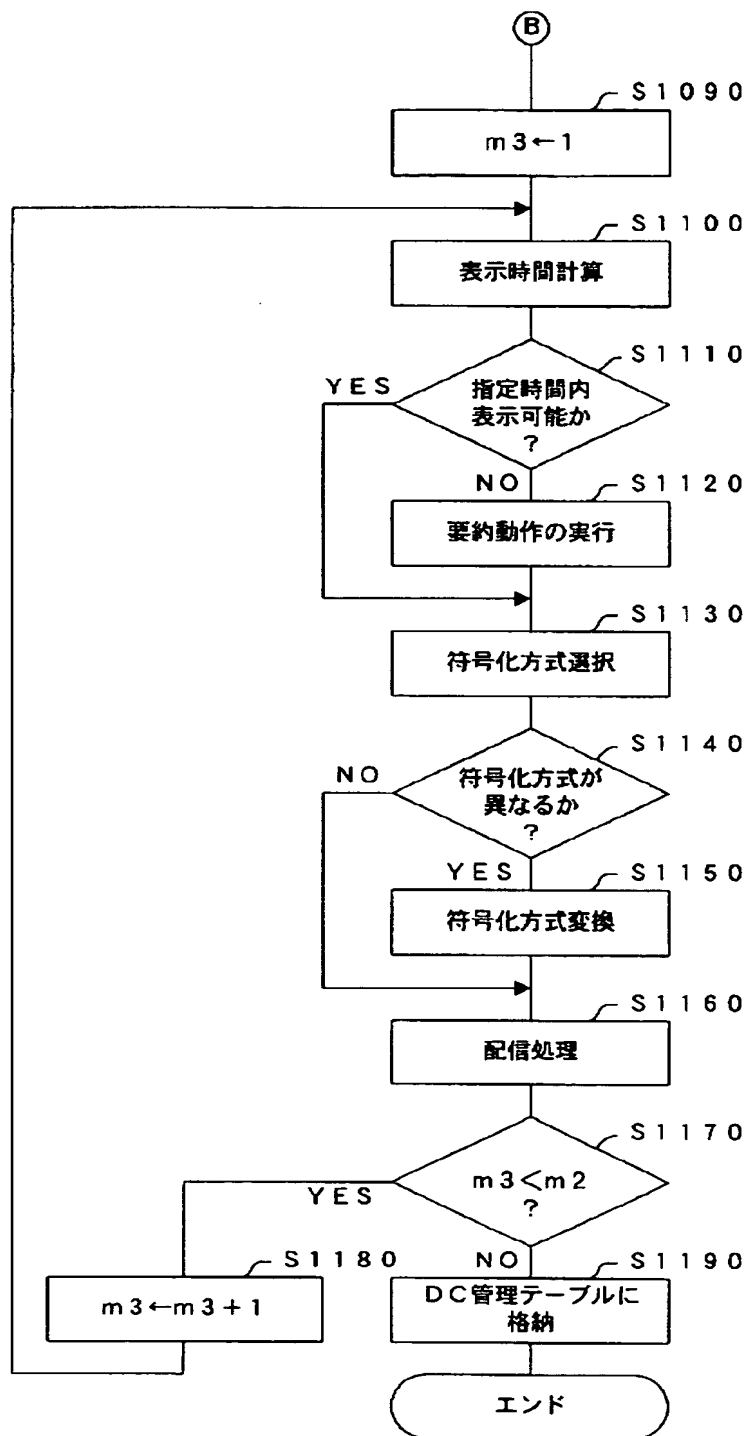 B
S1090
m3←1
S1100
表示時間計算
S1110
YES
指定時間内
表示可能か
?
NO
S1120
要約動作の実行
S1130
符号化方式選択
S1140
NO
符号化方式が
異なるか
?
YES
S1150
符号化方式変換
S1160
配信処理
S1170
m3<m2
?
YES
NO
S1180
m3←m3+1
S1190
DC管理テーブルに
格納
エンド